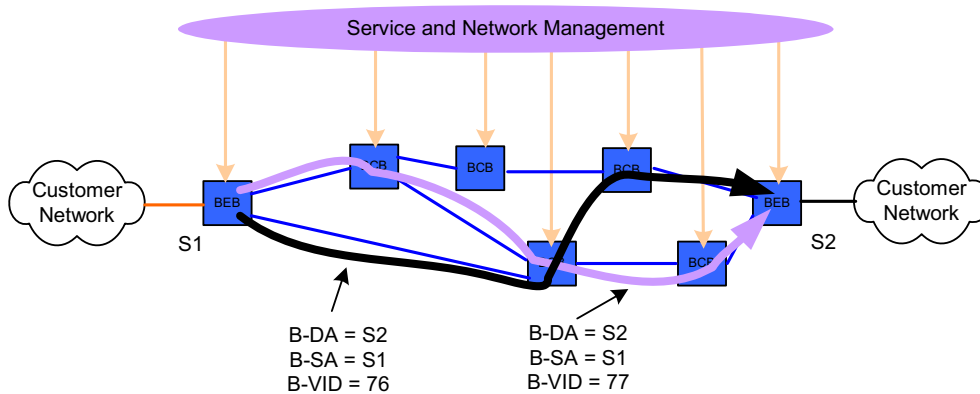 Service and Network Management
Customer
Network
BEB
S1
BCB
BCB
BCB
BCB
BEB
S2
Customer
Network
B-DA = S2
B-SA = S1
B-VID = 76
B-DA = S2
B-SA = S1
B-VID = 77